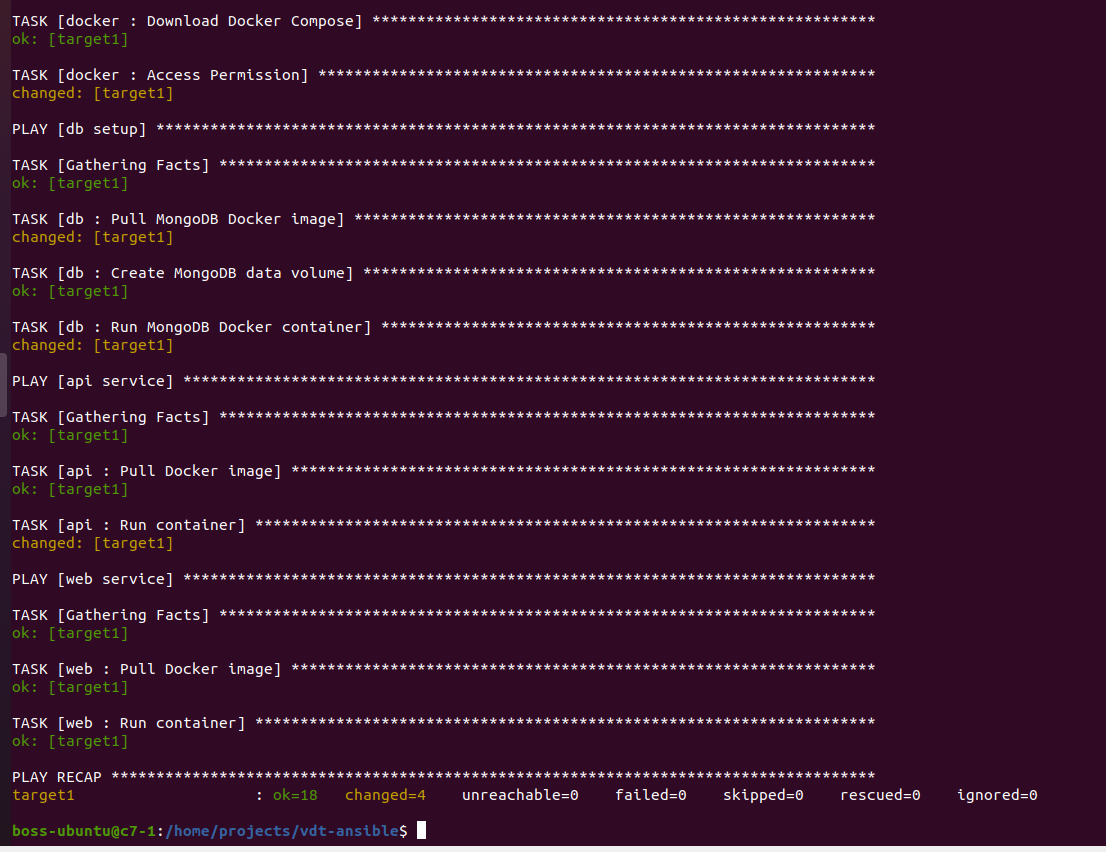 TASK [docker : Download Docker Compose] ********************************************************
ok: [target1]
TASK [docker : Access Permission] **************************************************************
changed: [target1]
PLAY [db setup] ********************************************************************************
TASK [Gathering Facts] *************************************************************************
ok: [target1]
TASK [db : Pull MongoDB Docker image] **********************************************************
changed: [target1]
TASK [db : Create MongoDB data volume] *********************************************************
ok: [target1]
TASK [db : Run MongoDB Docker container] *******************************************************
changed: [target1]
PLAY [api service] *****************************************************************************
TASK [Gathering Facts] *************************************************************************
ok: [target1]
TASK [api : Pull Docker image] *****************************************************************
ok: [target1]
TASK [api : Run container] *********************************************************************
changed: [target1]
PLAY [web service] *****************************************************************************
TASK [Gathering Facts] *************************************************************************
ok: [target1]
TASK [web : Pull Docker image] *****************************************************************
ok: [target1]
TASK [web : Run container] *********************************************************************
ok: [target1]
PLAY RECAP *************************************************************************************
target1                    : ok=18   changed=4    unreachable=0    failed=0    skipped=0    rescued=0    ignored=0
boss-ubuntu@c7-1:/home/projects/vdt-ansible$